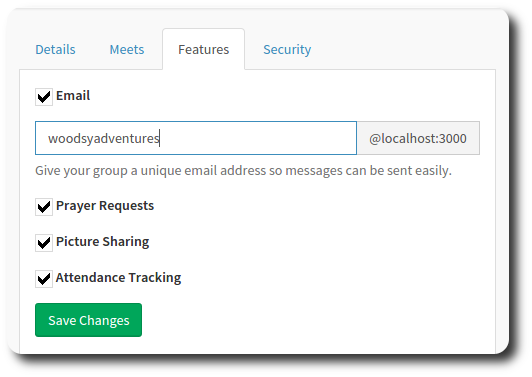 Details Meets Features Security
Email
woodsyadventures @localhost:3000
Give your group a unique email address so messages can be sent easily.
Prayer Requests
Picture Sharing
Attendance Tracking
Save Changes